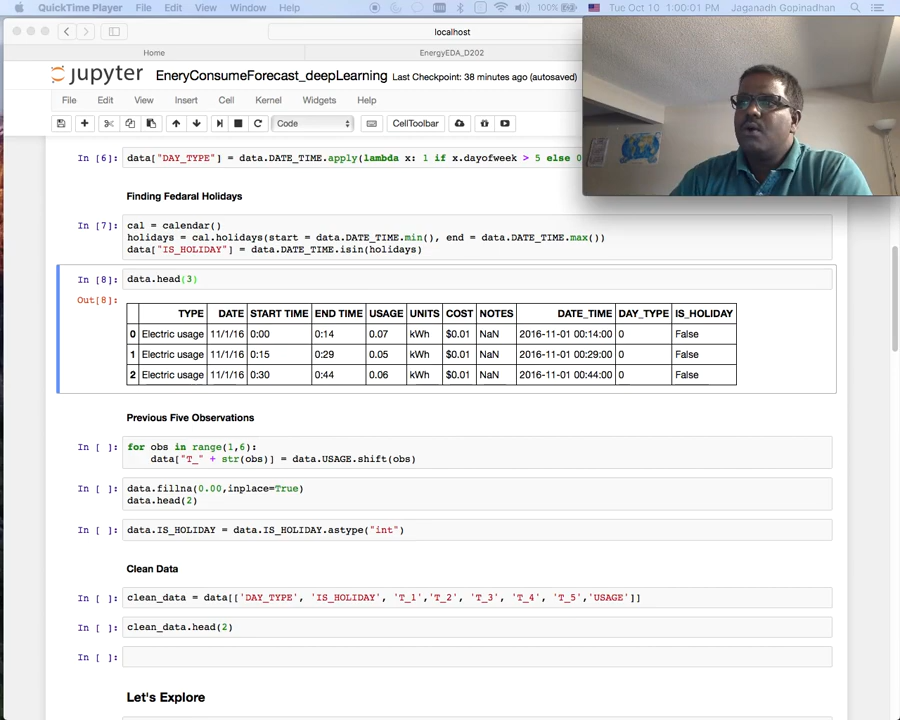 QuickTime Player File Edit View Window Help 100% Tue Oct 10 1:00:01 PM Jaganadh Gopinadhan
localhost
Home EnergyEDA_D202
jupyter EneryConsumeForecast_deepLearning Last Checkpoint: 38 minutes ago (autosaved)
File Edit View Insert Cell Kernel Widgets Help
Code CellToolbar
In [6]: data["DAY_TYPE"] = data.DATE_TIME.apply(lambda x: 1 if x.dayofweek > 5 else 0
Finding Fedaral Holidays
In [7]: cal = calendar()
holidays = cal.holidays(start = data.DATE_TIME.min(), end = data.DATE_TIME.max())
data["IS_HOLIDAY"] = data.DATE_TIME.isin(holidays)
In [8]: data.head(3)
Out[8]:
TYPE DATE START TIME END TIME USAGE UNITS COST NOTES DATE_TIME DAY_TYPE IS_HOLIDAY
0 Electric usage 11/1/16 0:00 0:14 0.07 kWh $0.01 NaN 2016-11-01 00:14:00 0 False
1 Electric usage 11/1/16 0:15 0:29 0.05 kWh $0.01 NaN 2016-11-01 00:29:00 0 False
2 Electric usage 11/1/16 0:30 0:44 0.06 kWh $0.01 NaN 2016-11-01 00:44:00 0 False
Previous Five Observations
In [ ]: for obs in range(1,6):
data["T_" + str(obs)] = data.USAGE.shift(obs)
In [ ]: data.fillna(0.00,inplace=True)
data.head(2)
In [ ]: data.IS_HOLIDAY = data.IS_HOLIDAY.astype("int")
Clean Data
In [ ]: clean_data = data[['DAY_TYPE', 'IS_HOLIDAY', 'T_1','T_2', 'T_3', 'T_4', 'T_5','USAGE']]
In [ ]: clean_data.head(2)
In [ ]:
Let's Explore